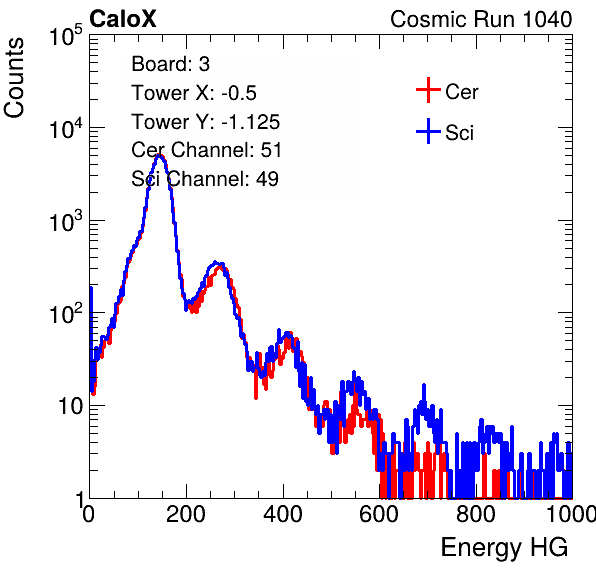 CaloX
Cosmic Run 1040
Counts
Board: 3
Tower X: -0.5
Tower Y: -1.125
Cer Channel: 51
Sci Channel: 49
Cer
Sci
10^5
10^4
10^3
10^2
10
1
0 200 400 600 800 1000
Energy HG